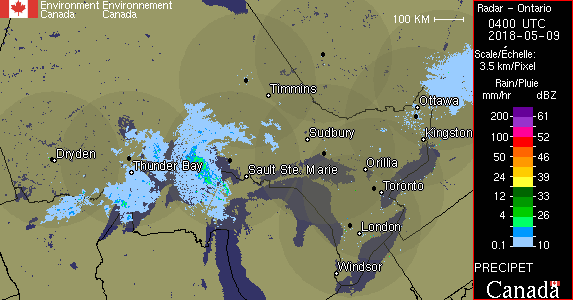 Environment Environnement
Canada Canada
100 KM
Timmins
Ottawa
Sudbury
Kingston
Dryden
Thunder Bay
Sault Ste. Marie
Orillia
Toronto
London
Windsor
Radar - Ontario
0400 UTC
2018-05-09
Scale/Échelle:
3.5 km/Pixel
Rain/Pluie
mm/hr dBZ
200 61
100 52
50 46
24 39
12 33
4 26
0.1 10
PRECIPET
Canada